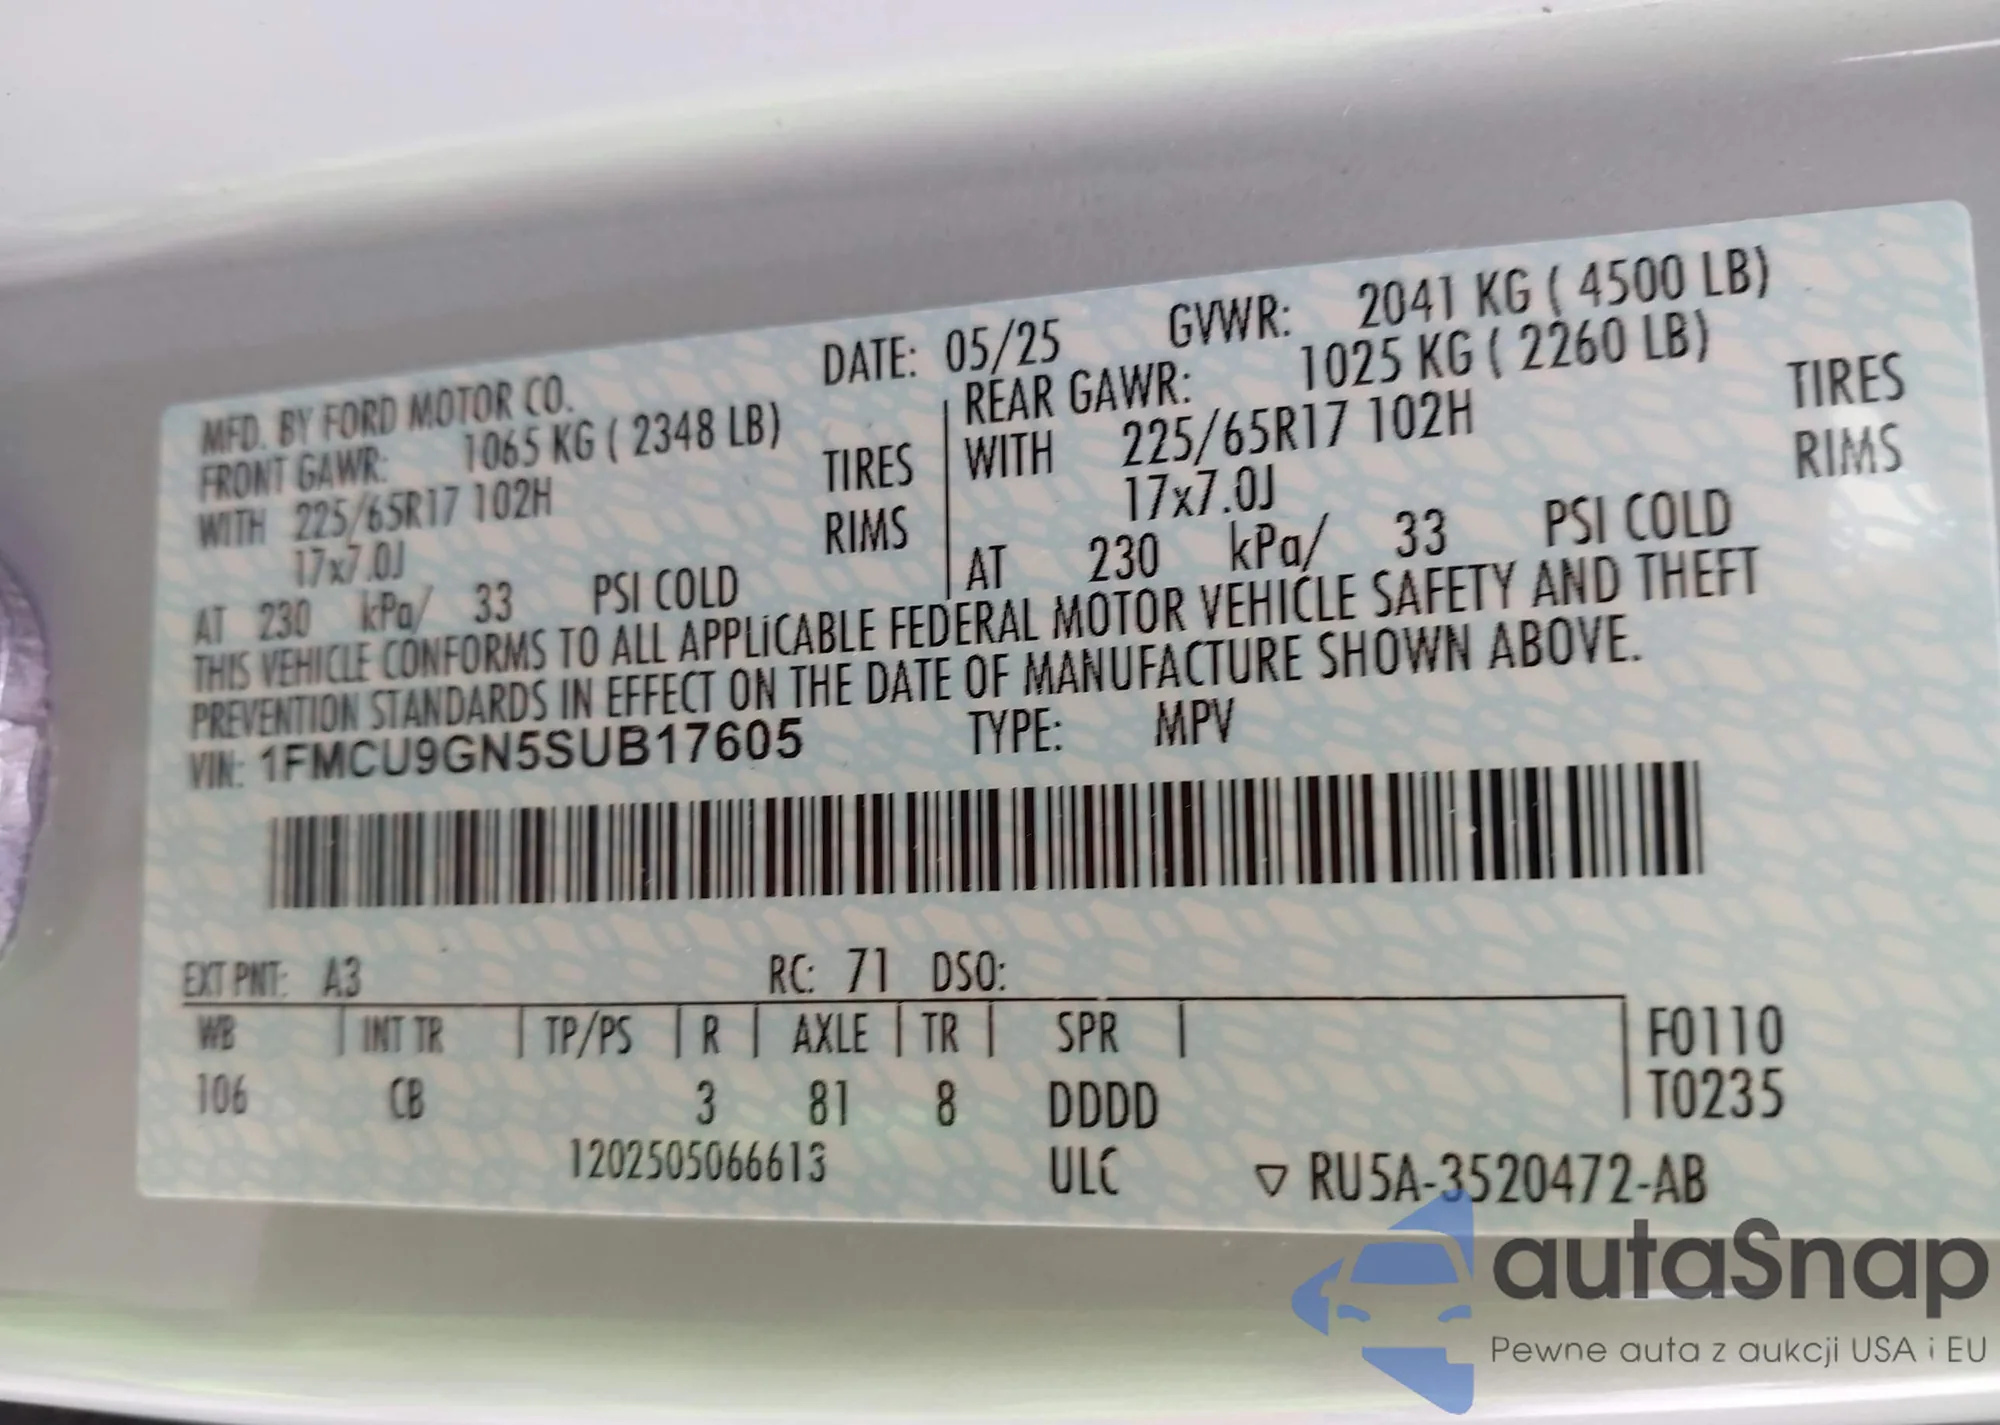 MFD. BY FORD MOTOR CO. DATE: 05/25 GVWR: 2041 KG ( 4500 LB)
FRONT GAWR: 1065 KG ( 2348 LB) REAR GAWR: 1025 KG ( 2260 LB)
WITH 225/65R17 102H TIRES WITH 225/65R17 102H TIRES
17x7.0J RIMS 17x7.0J RIMS
AT 230 kPa/ 33 PSI COLD AT 230 kPa/ 33 PSI COLD
THIS VEHICLE CONFORMS TO ALL APPLiCABLE FEDERAL MOTOR VEHICLE SAFETY AND THEFT
PREVENTION STANDARDS IN EFFECT ON THE DATE OF MANUFACTURE SHOWN ABOVE.
VIN: 1FMCU9GN5SUB17605 TYPE: MPV
EXT PNT: A3 RC: 71 DSO:
WB INT TR TP/PS R AXLE TR SPR F0110
106 CB 3 81 8 DDDD T0235
1202505066613 ULC ▽ RU5A-3520472-AB
autaSnap
Pewne auta z aukcji USA i EU